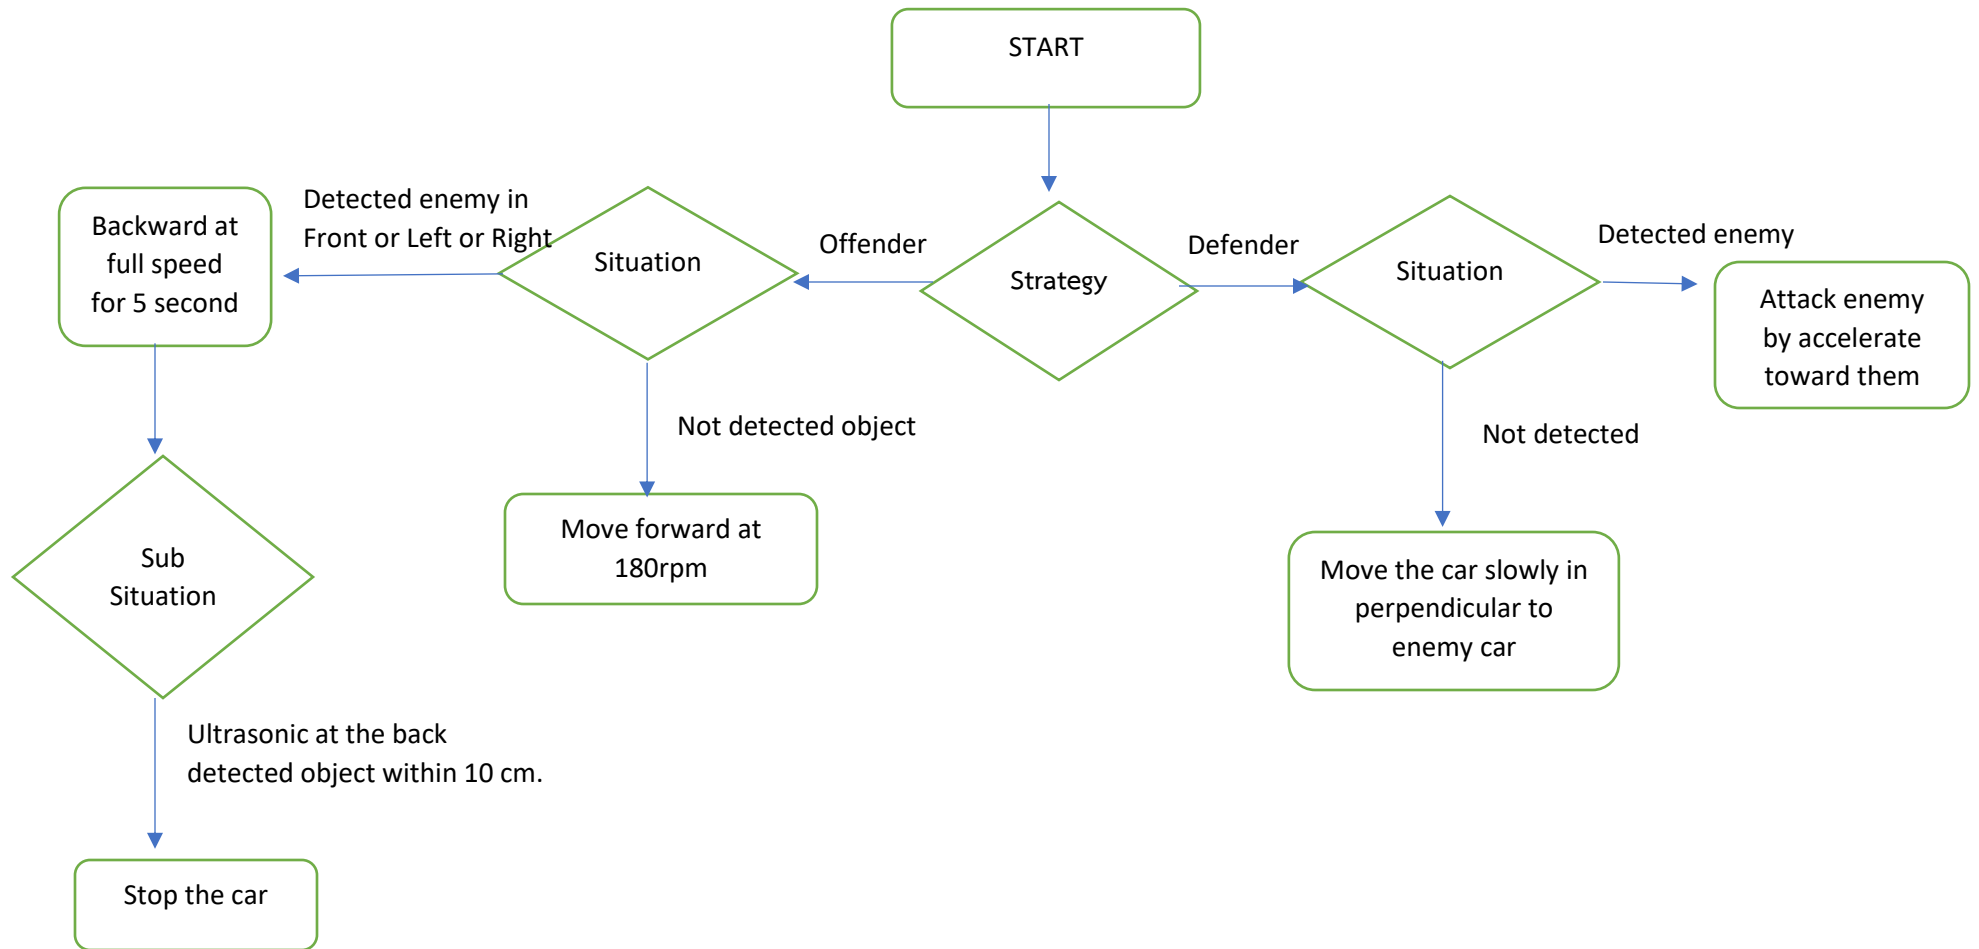 START
Detected enemy in
Front or Left or Right
Backward at
full speed
for 5 second
Situation
Offender
Strategy
Defender
Situation
Detected enemy
Attack enemy
by accelerate
toward them
Not detected object
Not detected
Move forward at
180rpm
Sub
Situation
Move the car slowly in
perpendicular to
enemy car
Ultrasonic at the back
detected object within 10 cm.
Stop the car